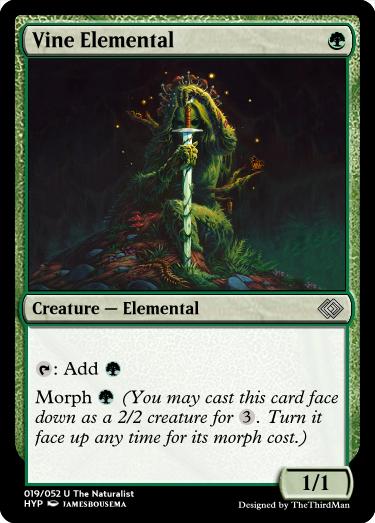 Vine Elemental
Creature — Elemental
: Add
Morph (You may cast this card face
down as a 2/2 creature for 3. Turn it
face up any time for its morph cost.)
1/1
019/052 U The Naturalist
HYP JAMESBOUSEMA
Designed by TheThirdMan